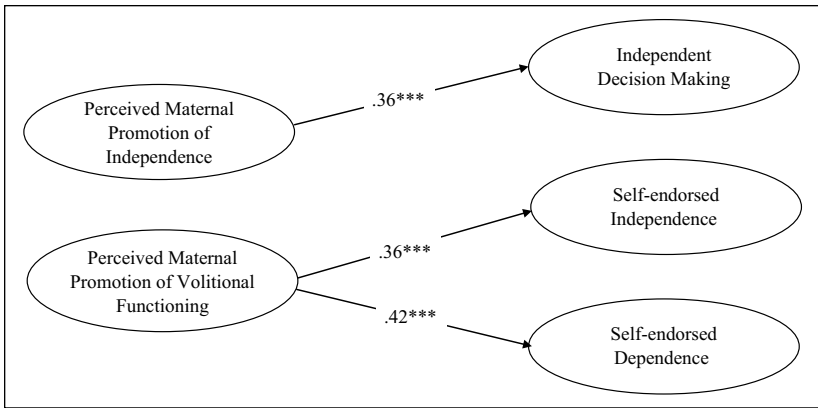 Independent
Decision Making
.36***
Perceived Maternal
Promotion of
Independence
Self-endorsed
Independence
.36***
Perceived Maternal
Promotion of Volitional
Functioning
.42***
Self-endorsed
Dependence